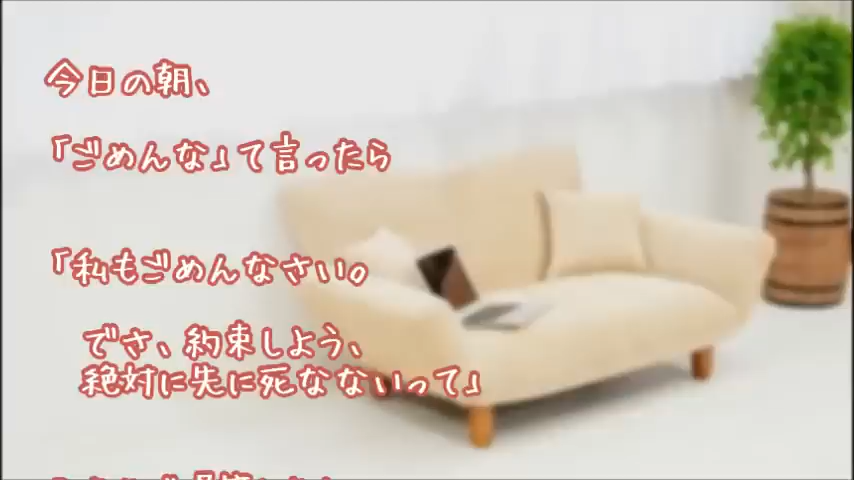 今日の朝、
「ごめんな」て言ったら
「私もごめんなさい。
でさ、約束しよう、
絶対に先に死なないって」